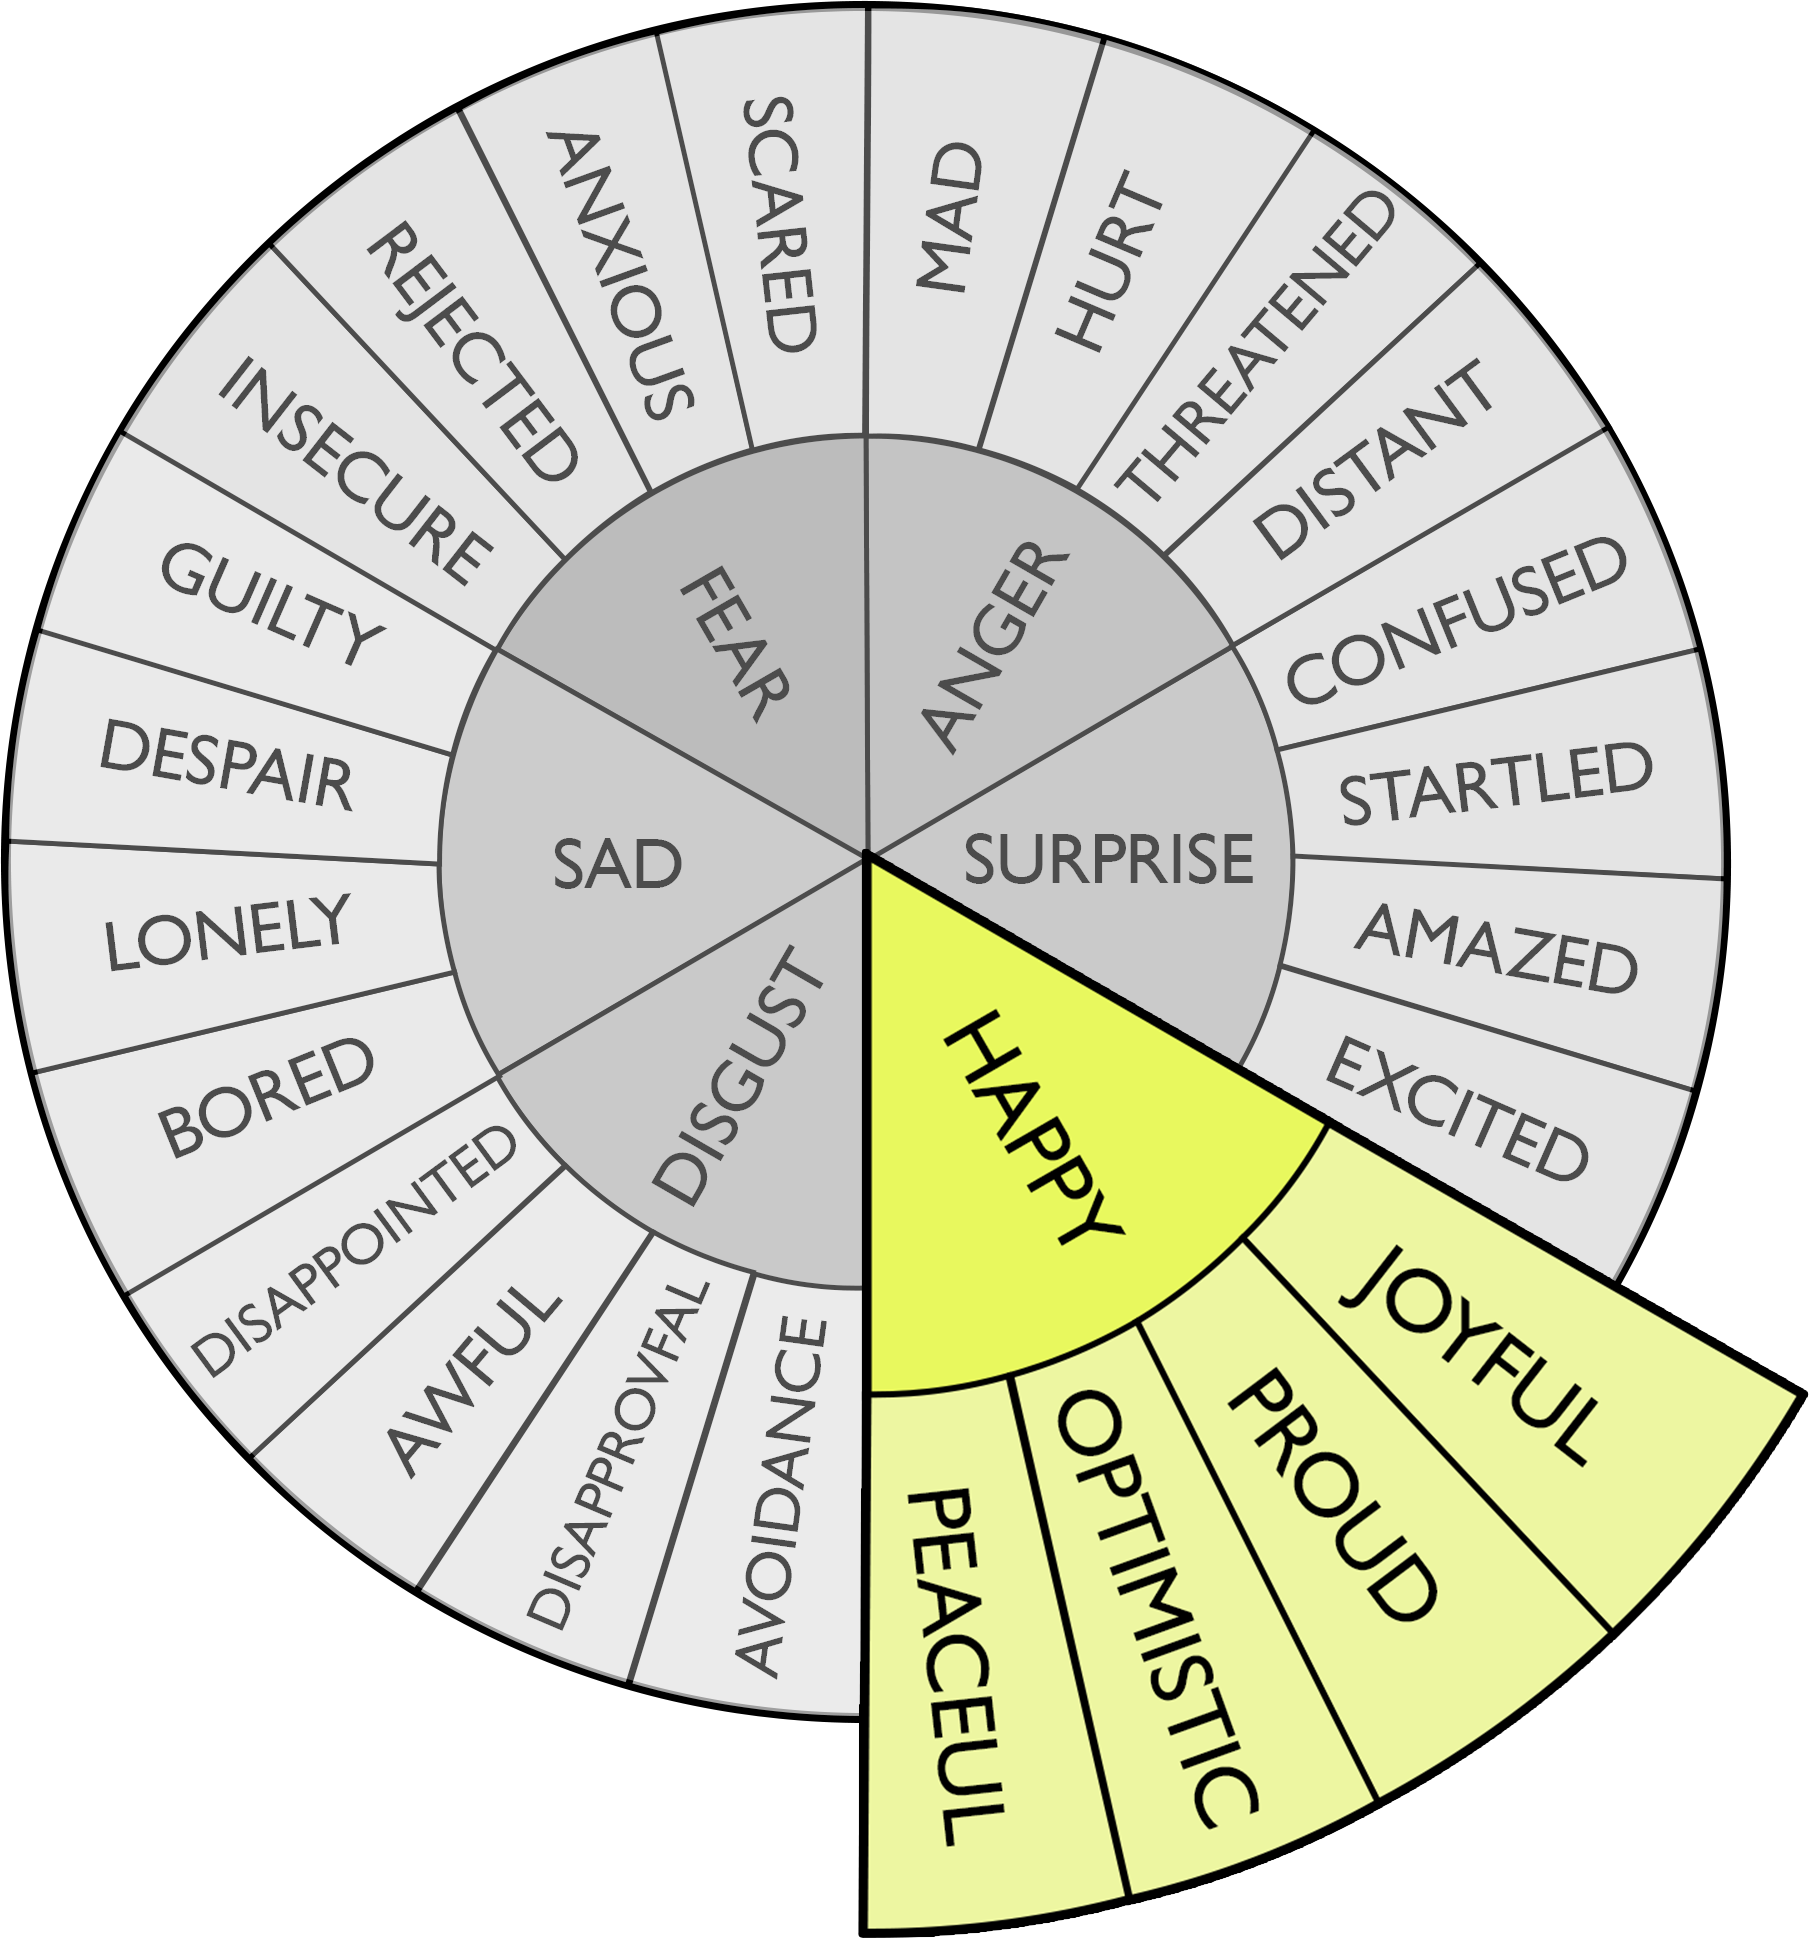 MAD
HURT
THREATENED
DISTANT
CONFUSED
STARTLED
AMAZED
EXCITED
JOYFUL
PROUD
OPTIMISTIC
PEACEUL
AVOIDANCE
DISAPPROVFAL
AWFUL
DISAPPOINTED
BORED
LONELY
DESPAIR
GUILTY
INSECURE
REJECTED
ANXIOUS
SCARED
ANGER
SURPRISE
HAPPY
DISGUST
SAD
FEAR